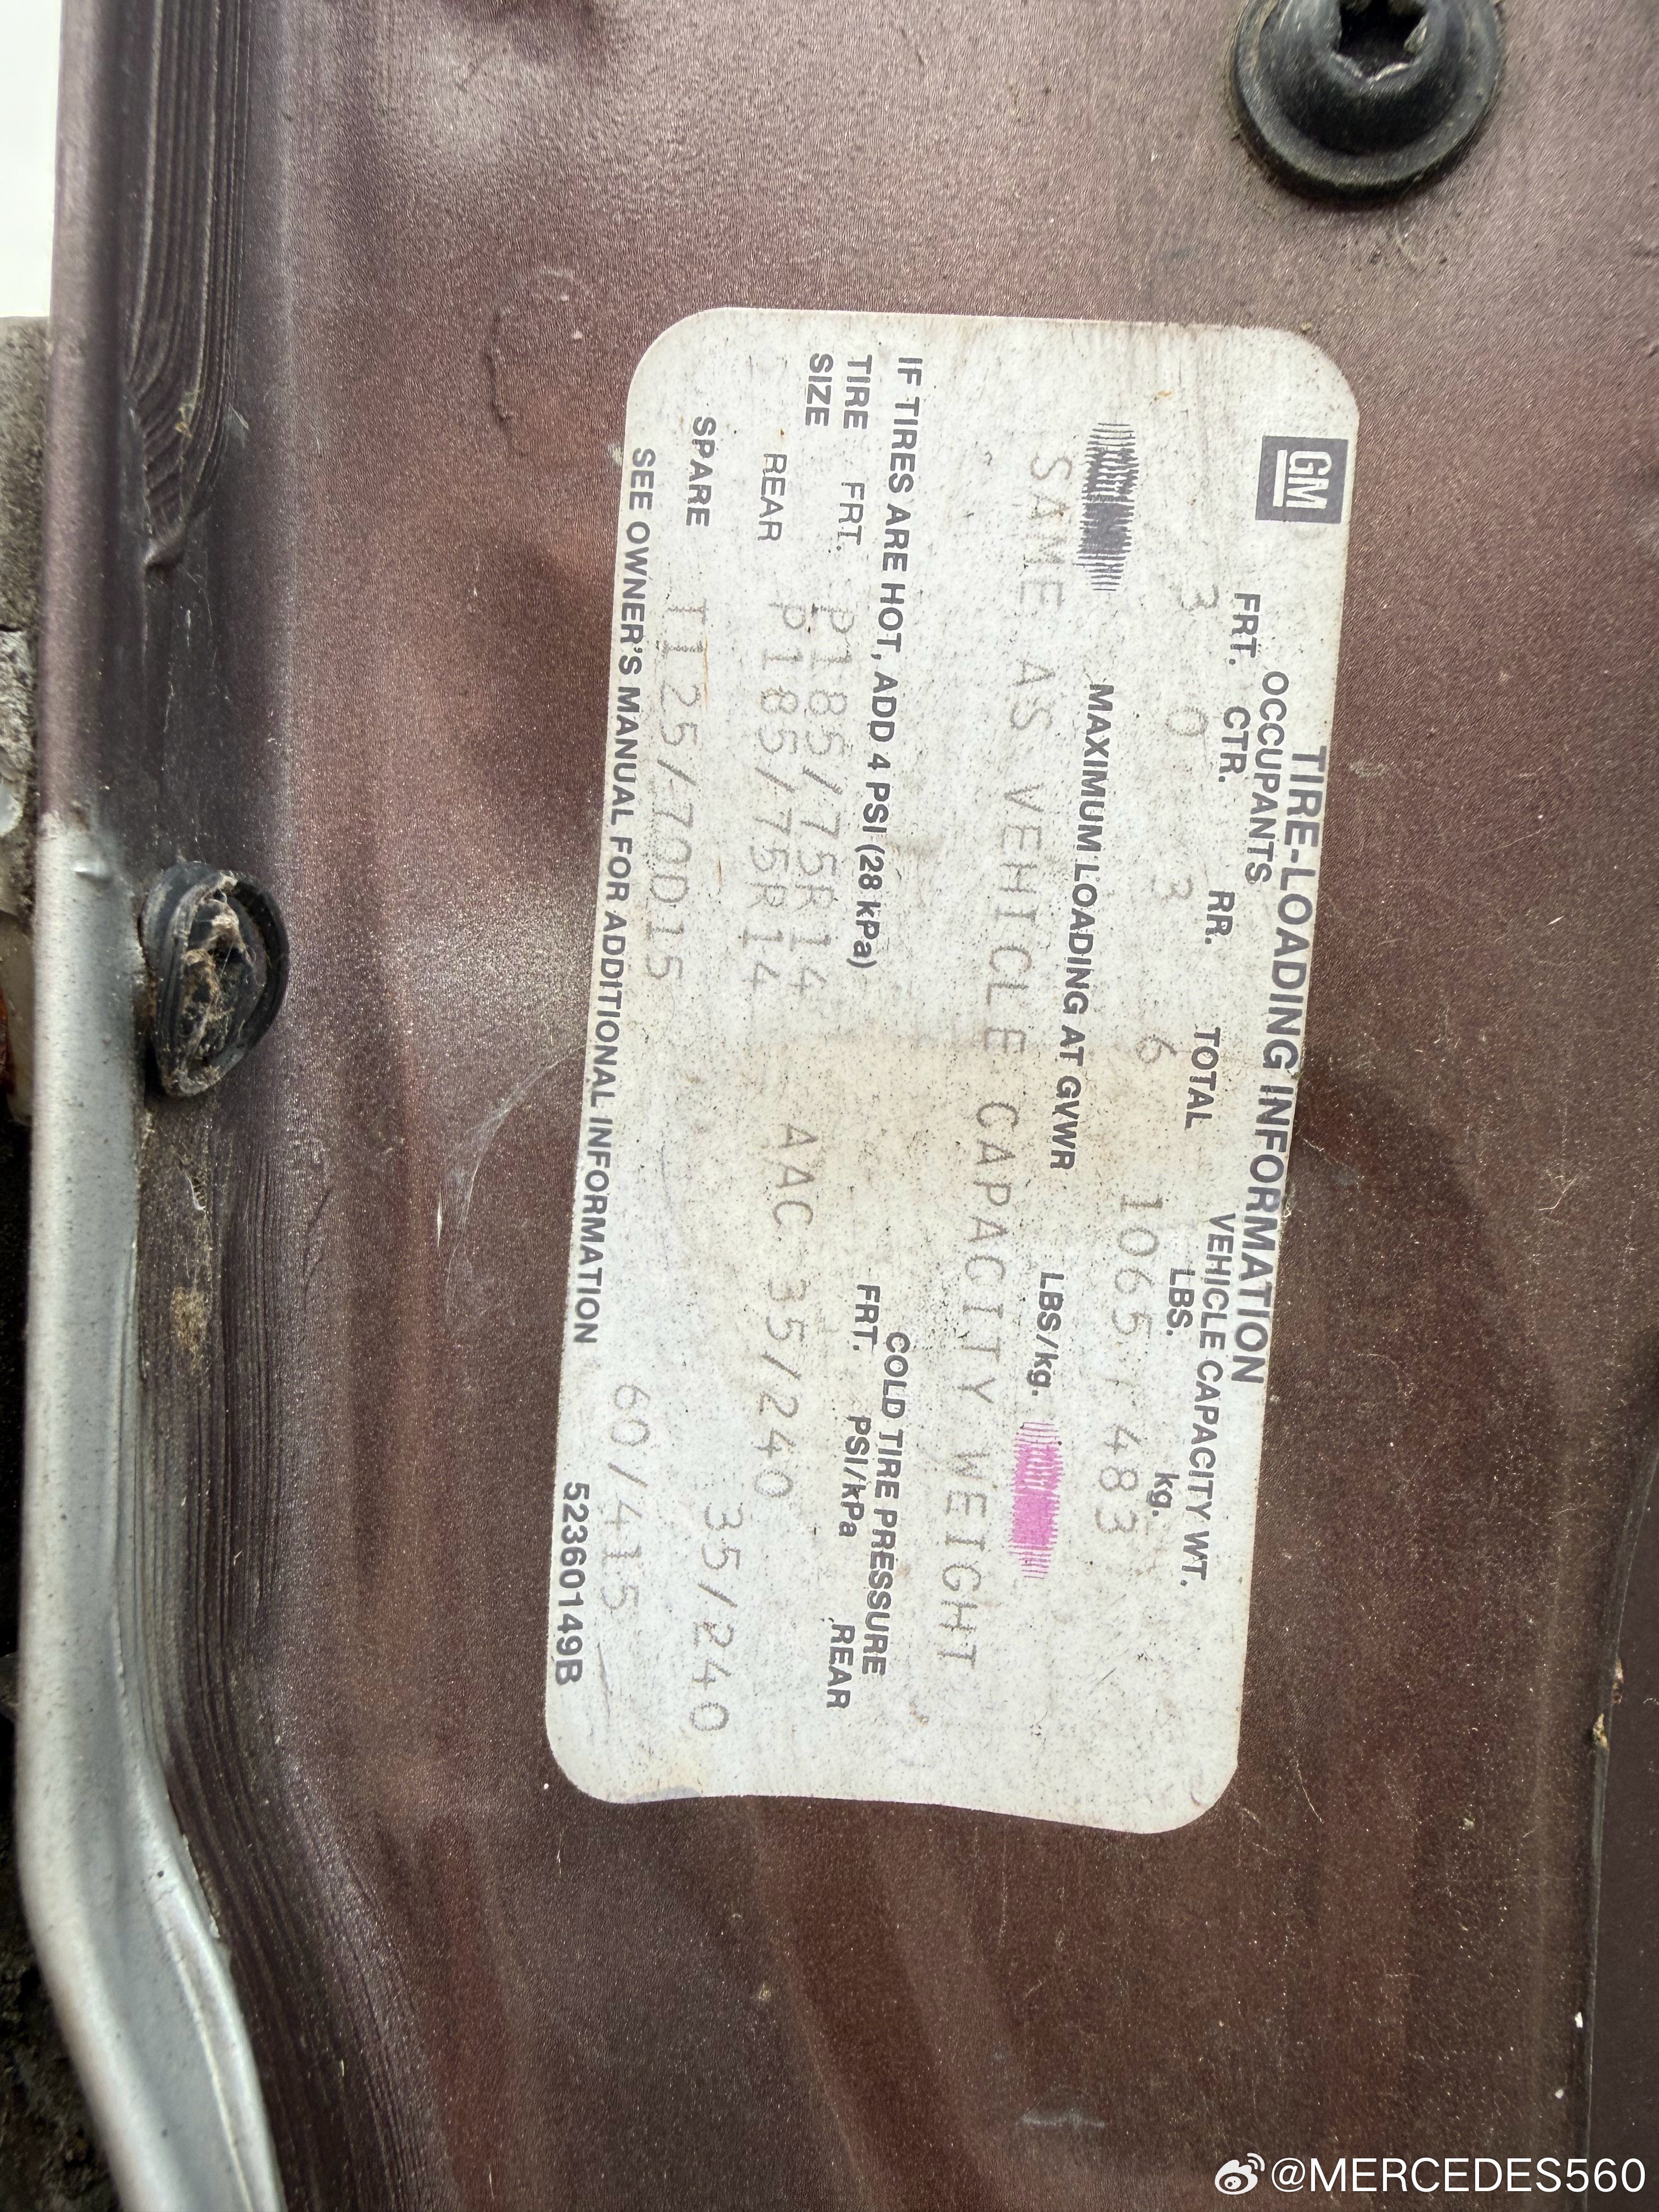 GM
TIRE-LOADING INFORMATION
OCCUPANTS VEHICLE CAPACITY WT.
FRT. CTR. RR. TOTAL LBS. kg.
3 0 3 6 1065/ 483
MAXIMUM LOADING AT GVWR LBS/kg.
SAME AS VEHICLE CAPACITY WEIGHT
COLD TIRE PRESSURE
IF TIRES ARE HOT, ADD 4 PSI (28 kPa) FRT. PSI/kPa REAR
TIRE FRT. P185/75R14 AAC 35/240
SIZE
REAR P185/75R14 35/240
SPARE T125/70D15 60/415
SEE OWNER'S MANUAL FOR ADDITIONAL INFORMATION 52360149B
@MERCEDES560